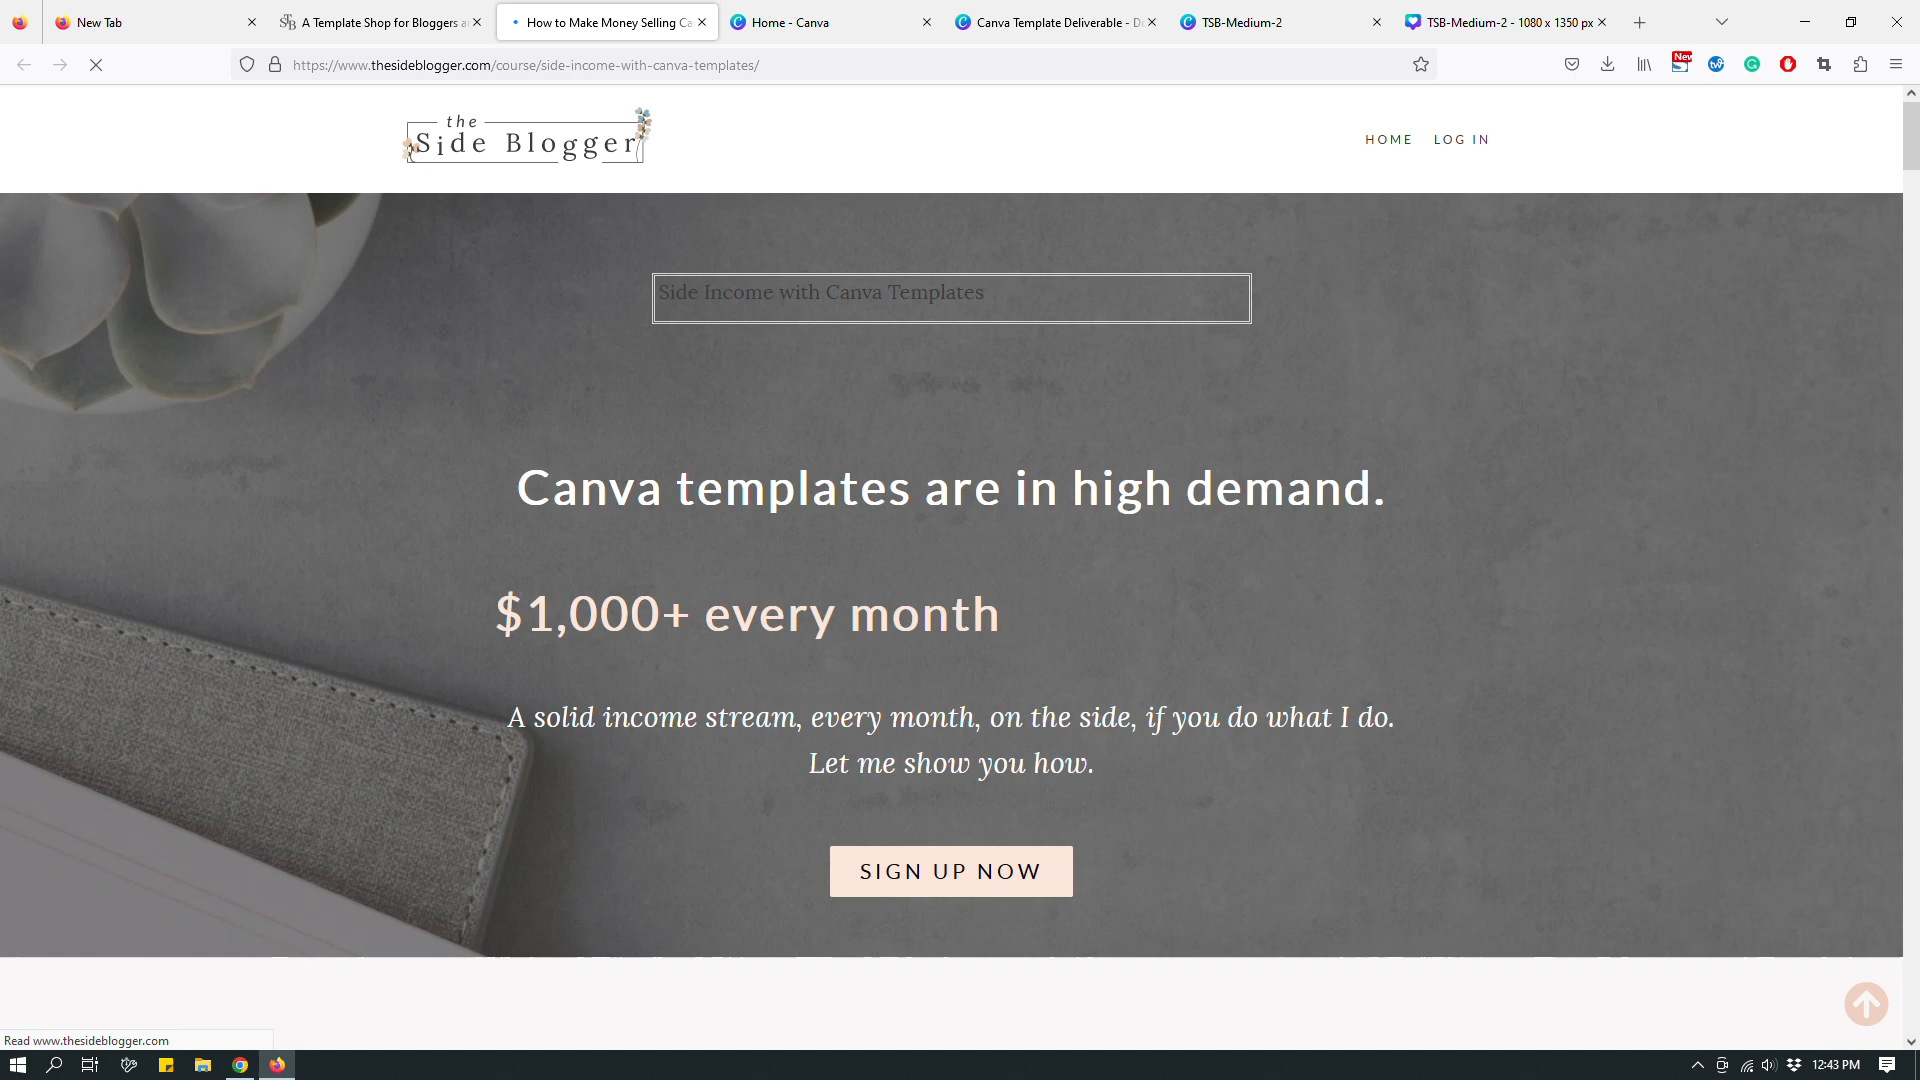 New Tab
A Template Shop for Bloggers a
How to Make Money Selling Ca
Home - Canva
Canva Template Deliverable - De
TSB-Medium-2
TSB-Medium-2 - 1080 x 1350 px
https://www.thesideblogger.com/course/side-income-with-canva-templates/
New
the
Side Blogger
HOME
LOG IN
Side Income with Canva Templates
Canva templates are in high demand.
$1,000+ every month
A solid income stream, every month, on the side, if you do what I do.
Let me show you how.
SIGN UP NOW
Read www.thesideblogger.com
12:43 PM